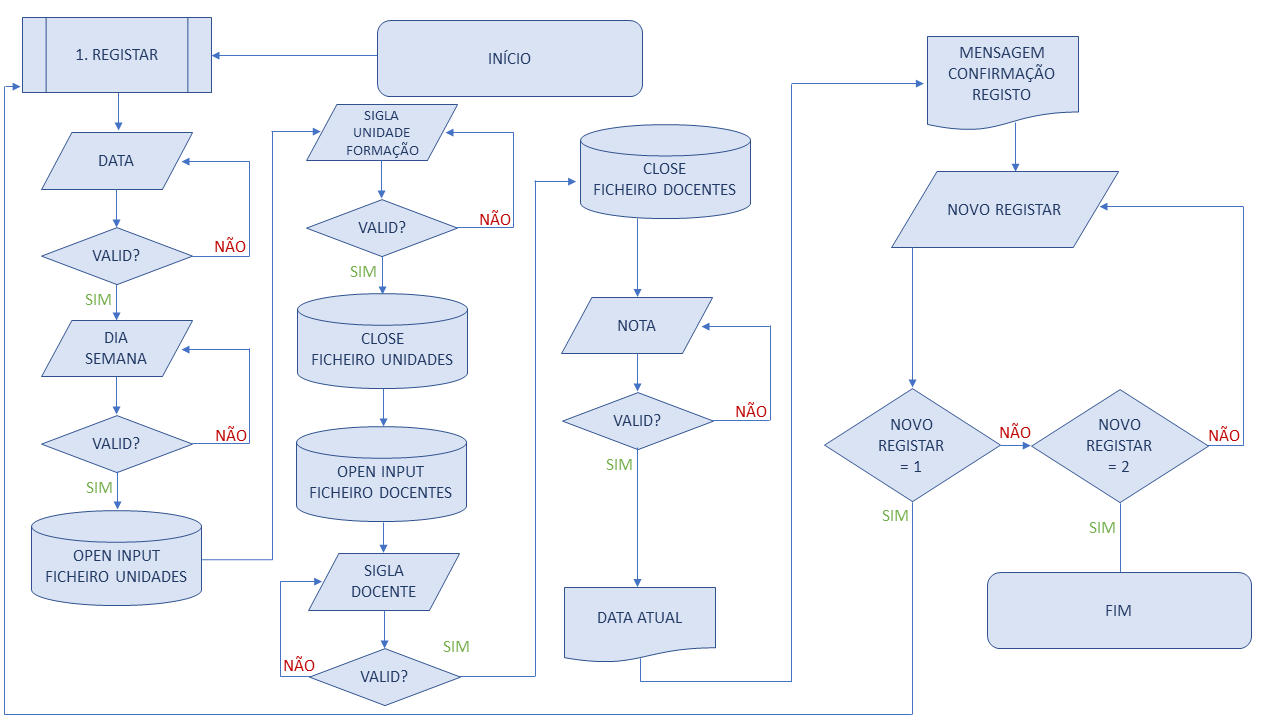 INÍCIO
1. REGISTAR
DATA
VALID?
NÃO
SIM
DIA
SEMANA
VALID?
NÃO
SIM
OPEN INPUT
FICHEIRO UNIDADES
SIGLA
UNIDADE
FORMAÇÃO
VALID?
NÃO
SIM
CLOSE
FICHEIRO UNIDADES
OPEN INPUT
FICHEIRO DOCENTES
SIGLA
DOCENTE
VALID?
NÃO
SIM
CLOSE
FICHEIRO DOCENTES
NOTA
VALID?
NÃO
SIM
DATA ATUAL
MENSAGEM
CONFIRMAÇÃO
REGISTO
NOVO REGISTAR
NOVO
REGISTAR
= 1
NÃO
SIM
NOVO
REGISTAR
= 2
NÃO
SIM
FIM